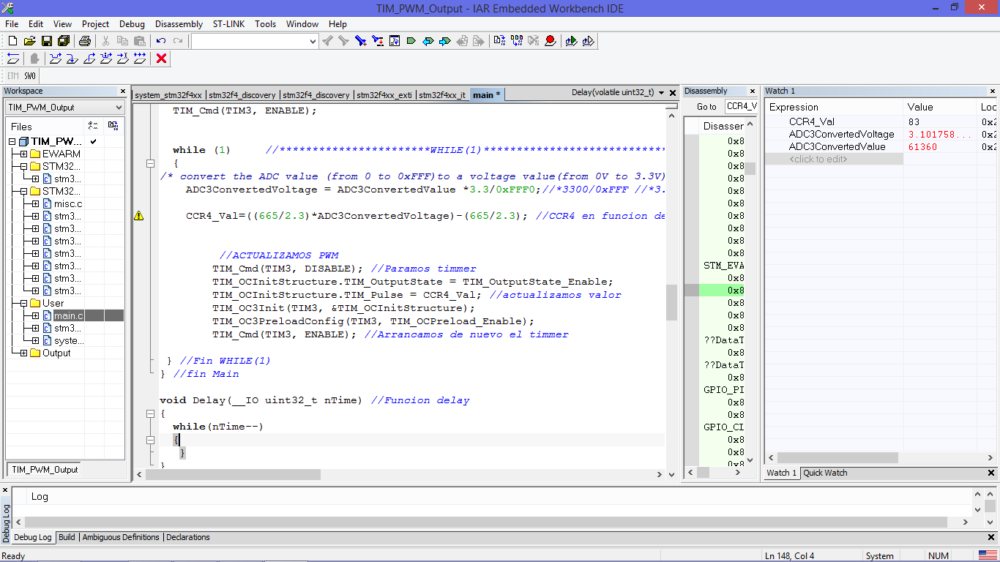 TIM_PWM_Output - IAR Embedded Workbench IDE
File Edit View Project Debug Disassembly ST-LINK Tools Window Help
ETM SWO
Workspace
TIM_PWM_Output
Files
TIM_PW...
EWARM
STM32...
stm3...
STM32...
misc.c
stm3...
stm3...
stm3...
stm3...
stm3...
stm3...
stm3...
User
main.c
stm3...
syste...
Output
TIM_PWM_Output
system_stm32f4xx stm32f4_discovery stm32f4_discovery stm32f4xx_exti stm32f4xx_it main * Delay(volatile uint32_t)
TIM_Cmd(TIM3, ENABLE);
while (1) //***********************WHILE(1)****************************
{
/* convert the ADC value (from 0 to 0xFFF)to a voltage value(from 0V to 3.3V)
ADC3ConvertedVoltage = ADC3ConvertedValue *3.3/0xFFF0;//*3300/0xFFF //*3.
CCR4_Val=((665/2.3)*ADC3ConvertedVoltage)-(665/2.3); //CCR4 en funcion de
//ACTUALIZAMOS PWM
TIM_Cmd(TIM3, DISABLE); //Paramos timmer
TIM_OCInitStructure.TIM_OutputState = TIM_OutputState_Enable;
TIM_OCInitStructure.TIM_Pulse = CCR4_Val; //actualizamos valor
TIM_OC3Init(TIM3, &TIM_OCInitStructure);
TIM_OC3PreloadConfig(TIM3, TIM_OCPreload_Enable);
TIM_Cmd(TIM3, ENABLE); //Arrancamos de nuevo el timmer
} //Fin WHILE(1)
} //fin Main
void Delay(__IO uint32_t nTime) //Funcion delay
{
while(nTime--)
{
}
}
Disassembly
Go to CCR4_V
Disasser
0x8
0x8
0x8
0x8
0x8
0x8
0x8
0x8
0x8
0x8
STM_EVA
0x8
0x8
0x8
0x8
0x8
??DataT
0x8
??DataT
0x8
GPIO_PI
0x8
0x8
GPIO_CI
0x8
0x8
0x8
Watch 1
Expression Value Loc
CCR4_Val 83 0x2
ADC3ConvertedVoltage 3.101758... 0x2
ADC3ConvertedValue 61360 0x2
<click to edit>
Watch 1 Quick Watch
Log
Debug Log
Debug Log Build Ambiguous Definitions Declarations
Ready Ln 148, Col 4 System NUM